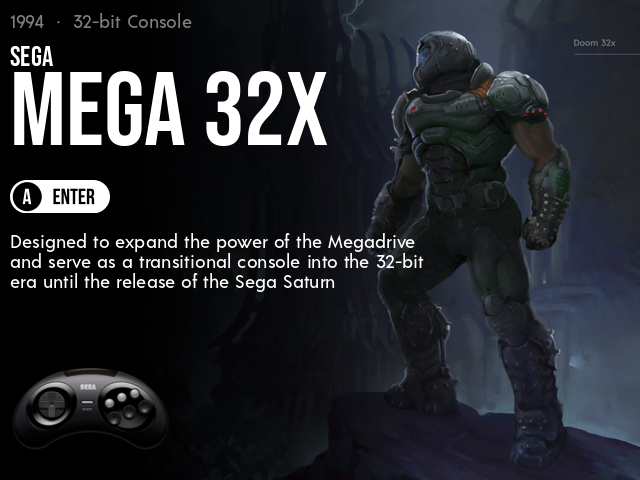 1994 · 32-bit Console
Doom 32x
SEGA
MEGA 32X
A ENTER
Designed to expand the power of the Megadrive
and serve as a transitional console into the 32-bit
era until the release of the Sega Saturn
SEGA